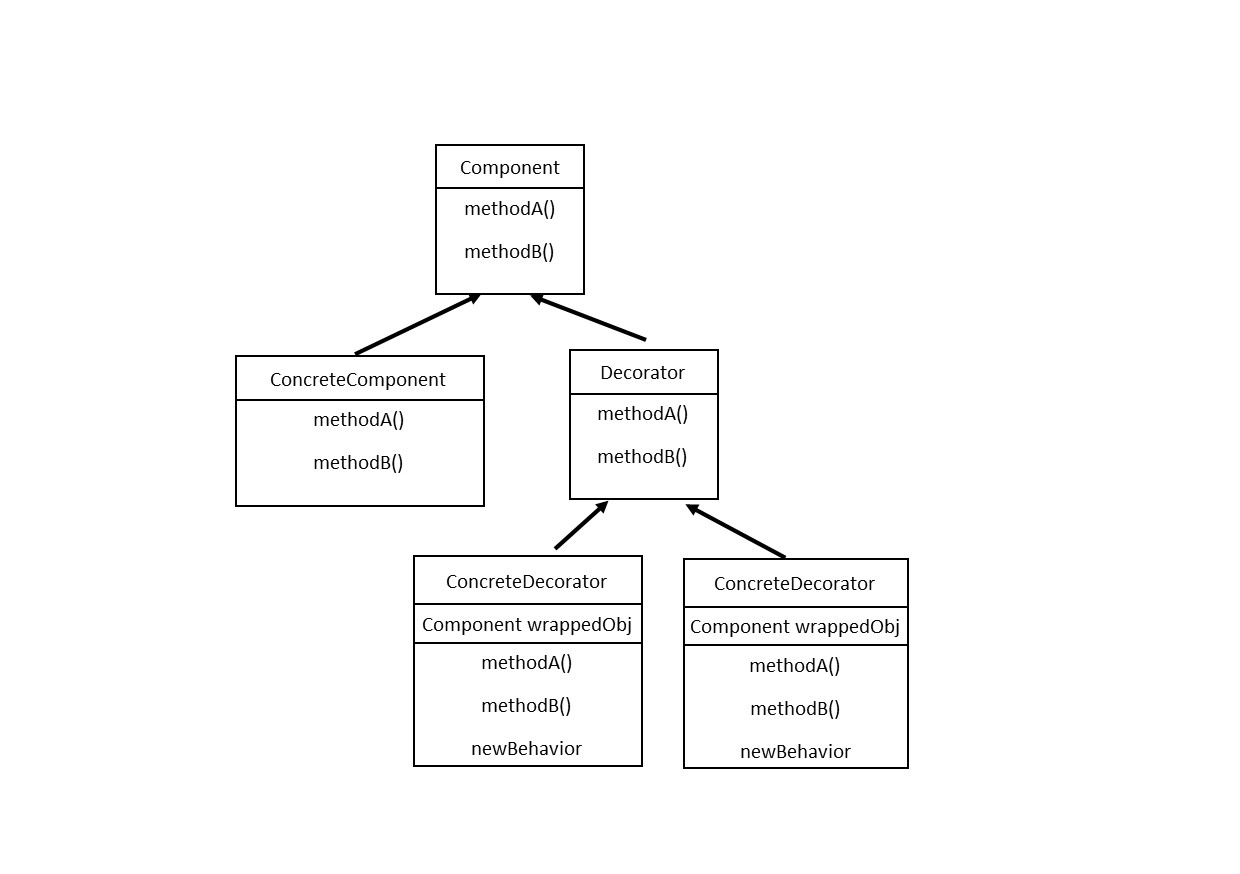 Component
methodA()
methodB()
ConcreteComponent
methodA()
methodB()
Decorator
methodA()
methodB()
ConcreteDecorator
Component wrappedObj
methodA()
methodB()
newBehavior
ConcreteDecorator
Component wrappedObj
methodA()
methodB()
newBehavior